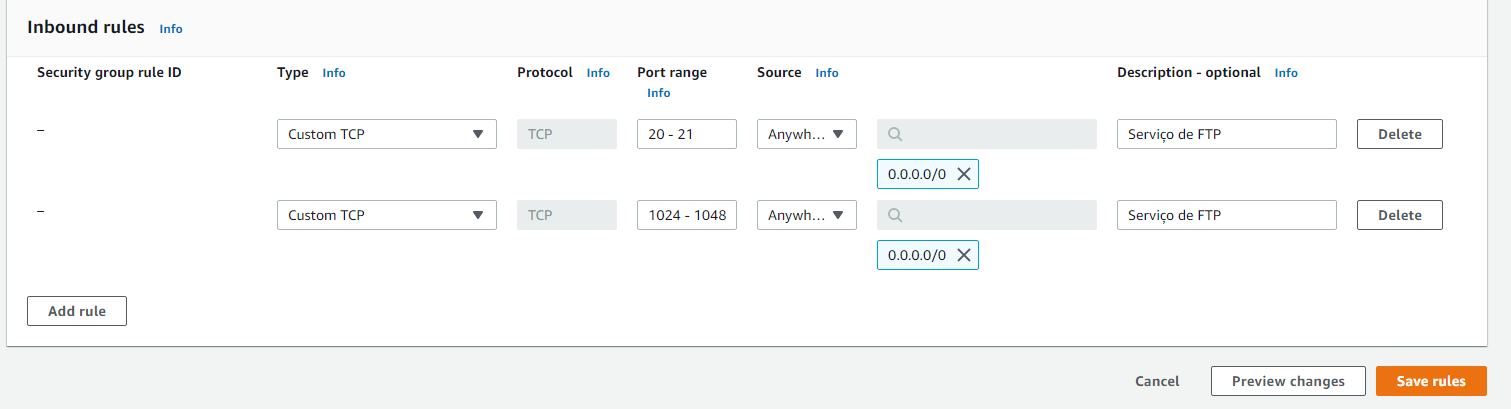 Inbound rules Info
Security group rule ID Type Info Protocol Info Port range Source Info Description - optional Info
Info
– Custom TCP TCP 20 - 21 Anywh... Serviço de FTP Delete
0.0.0.0/0
– Custom TCP TCP 1024 - 1048 Anywh... Serviço de FTP Delete
0.0.0.0/0
Add rule
Cancel Preview changes Save rules